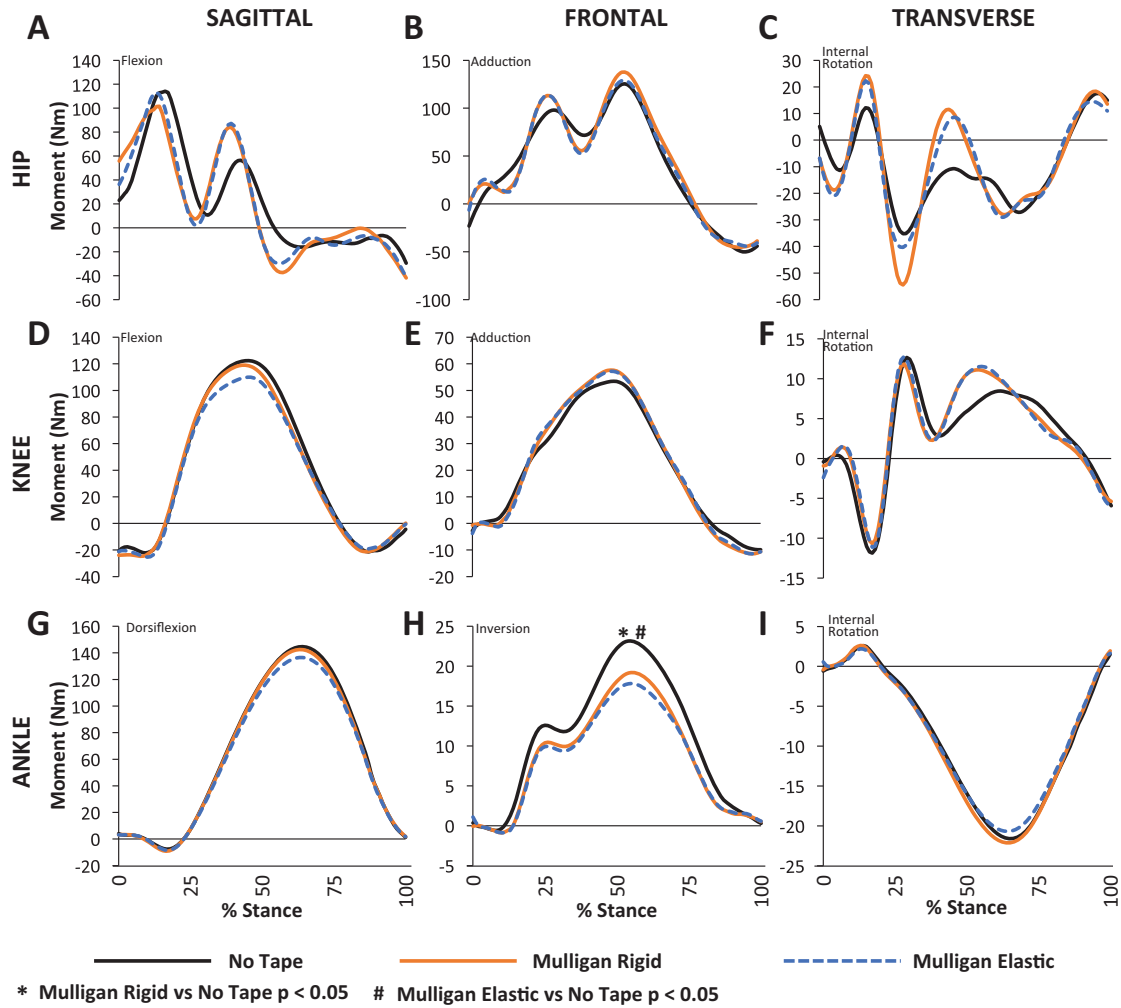 SAGITTAL
FRONTAL
TRANSVERSE
A
B
C
HIP
Moment (Nm)
Flexion
140
120
100
80
60
40
20
0
-20
-40
-60
Adduction
150
100
50
0
-50
-100
Internal
Rotation
30
20
10
0
-10
-20
-30
-40
-50
-60
D
E
F
KNEE
Moment (Nm)
Flexion
140
120
100
80
60
40
20
0
-20
-40
Adduction
70
60
50
40
30
20
10
0
-10
-20
Internal
Rotation
15
10
5
0
-5
-10
-15
G
H
I
ANKLE
Moment (Nm)
Dorsiflexion
160
140
120
100
80
60
40
20
0
-20
0
25
50
75
100
% Stance
Inversion
* #
25
20
15
10
5
0
-5
0
25
50
75
100
% Stance
Internal
Rotation
5
0
-5
-10
-15
-20
-25
0
25
50
75
100
% Stance
No Tape
Mulligan Rigid
Mulligan Elastic
* Mulligan Rigid vs No Tape p < 0.05 # Mulligan Elastic vs No Tape p < 0.05